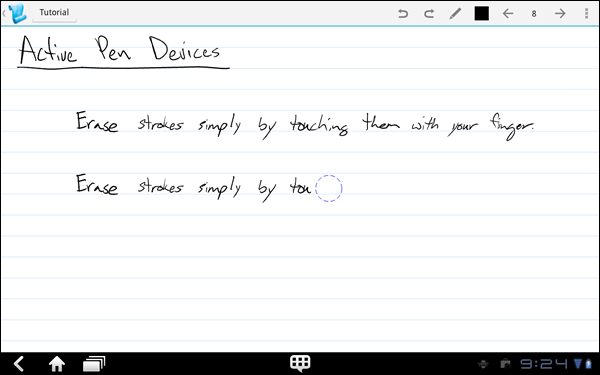 Tutorial
8
Active Pen Devices
Erase strokes simply by touching them with your finger.
Erase strokes simply by tou
9:24